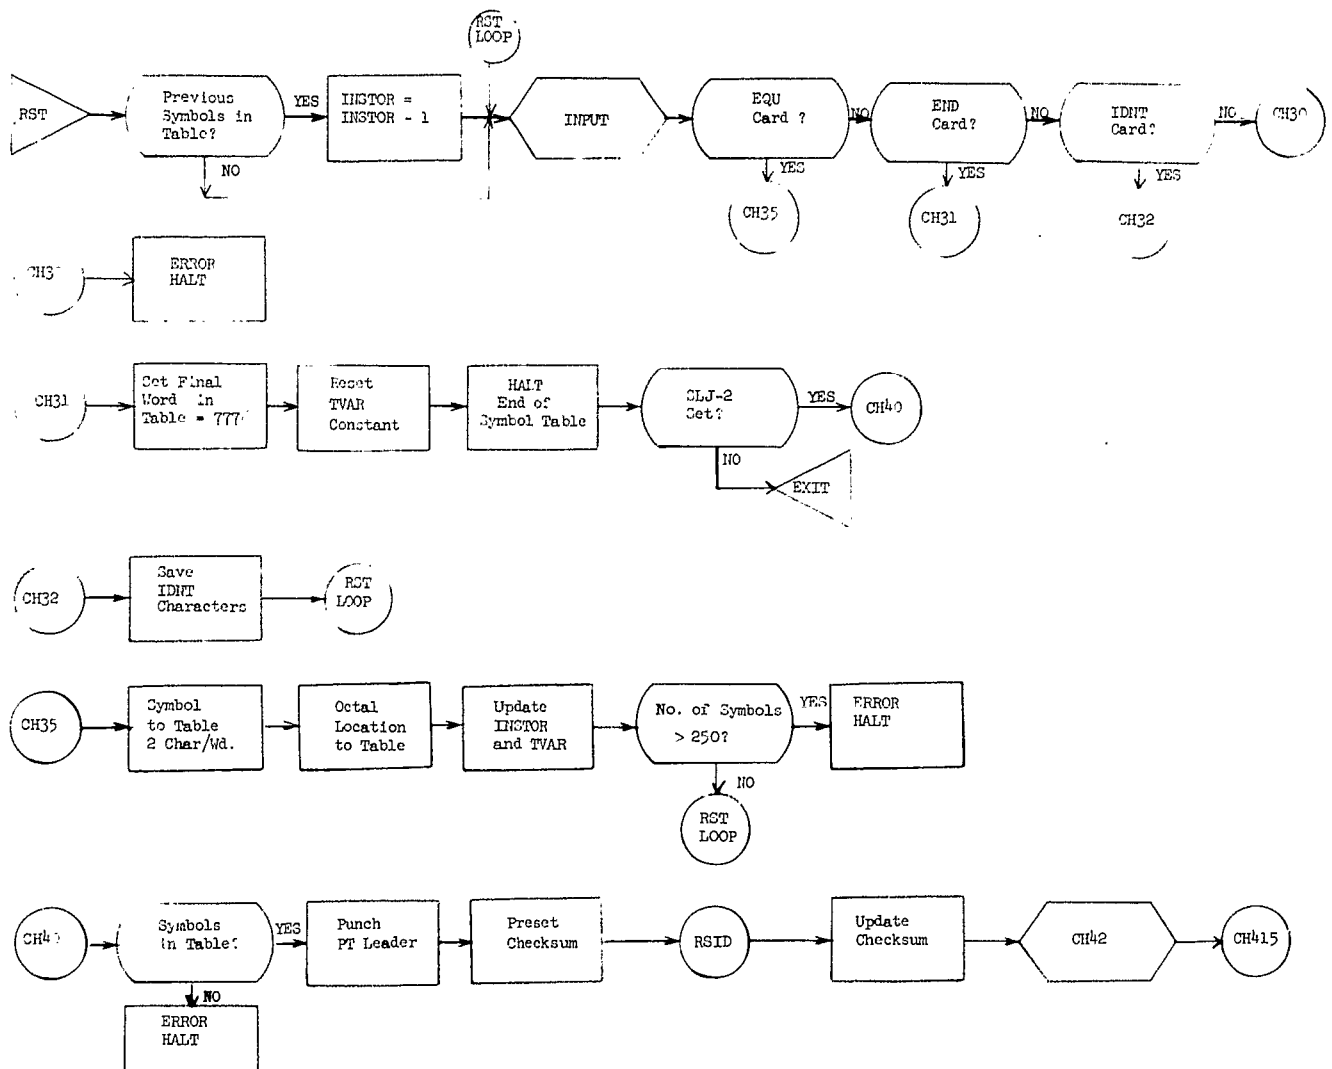 RST
LOOP
RST
Previous
Symbols in
Table?
YES
NO
INSTOR =
INSTOR - 1
INPUT
EQU
Card ?
NO
YES
CH35
END
Card?
NO
YES
CH31
IDNT
Card?
NO
YES
CH32
CH30
ERROR
HALT
CH31
Set Final
Word in
Table =
Reset
TVAR
Constant
HALT
End of
Symbol Table
SLJ-2
Set?
YES
CH40
NO
EXIT
CH32
Save
IDNT
Characters
RST
LOOP
CH35
Symbol
to Table
2 Char/Wd.
Octal
Location
to Table
Update
INSTOR
and TVAR
No. of Symbols
> 250?
YES
ERROR
HALT
NO
RST
LOOP
CH40
Symbols
in Table?
YES
NO
ERROR
HALT
Punch
PT Leader
Preset
Checksum
RSID
Update
Checksum
CH42
CH415